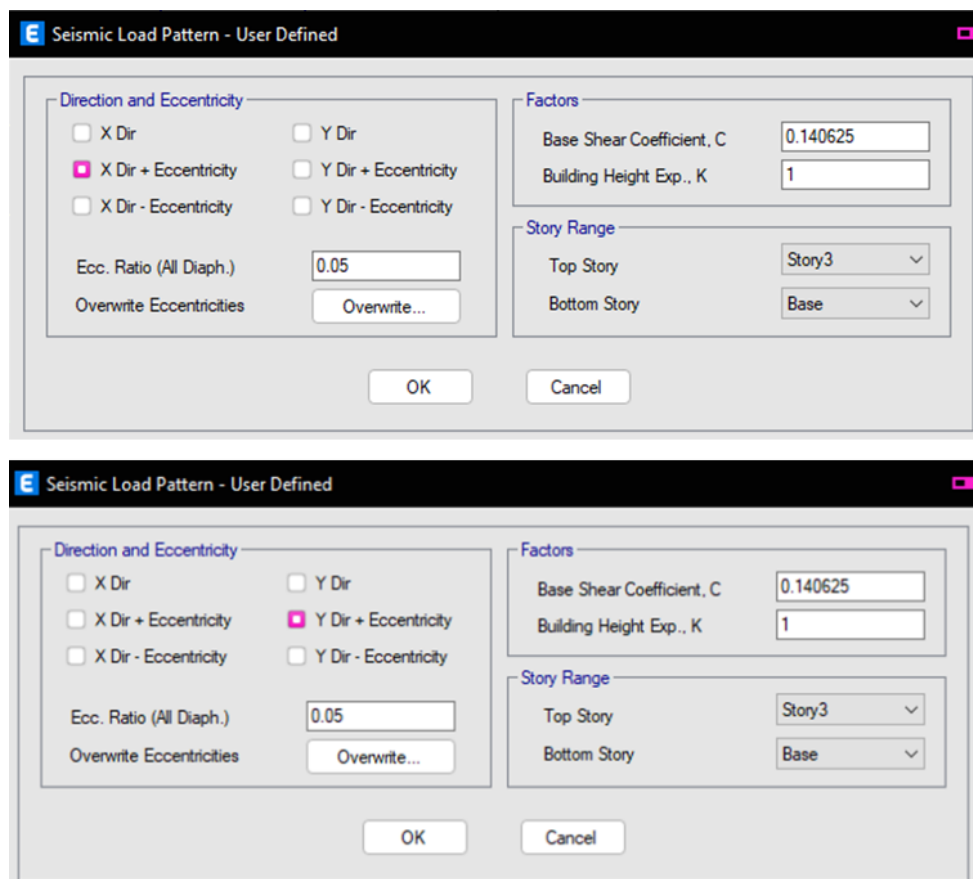 E Seismic Load Pattern - User Defined
Direction and Eccentricity
X Dir Y Dir
X Dir + Eccentricity Y Dir + Eccentricity
X Dir - Eccentricity Y Dir - Eccentricity
Ecc. Ratio (All Diaph.) 0.05
Overwrite Eccentricities Overwrite...
Factors
Base Shear Coefficient, C 0.140625
Building Height Exp., K 1
Story Range
Top Story Story3
Bottom Story Base
OK Cancel
E Seismic Load Pattern - User Defined
Direction and Eccentricity
X Dir Y Dir
X Dir + Eccentricity Y Dir + Eccentricity
X Dir - Eccentricity Y Dir - Eccentricity
Ecc. Ratio (All Diaph.) 0.05
Overwrite Eccentricities Overwrite...
Factors
Base Shear Coefficient, C 0.140625
Building Height Exp., K 1
Story Range
Top Story Story3
Bottom Story Base
OK Cancel